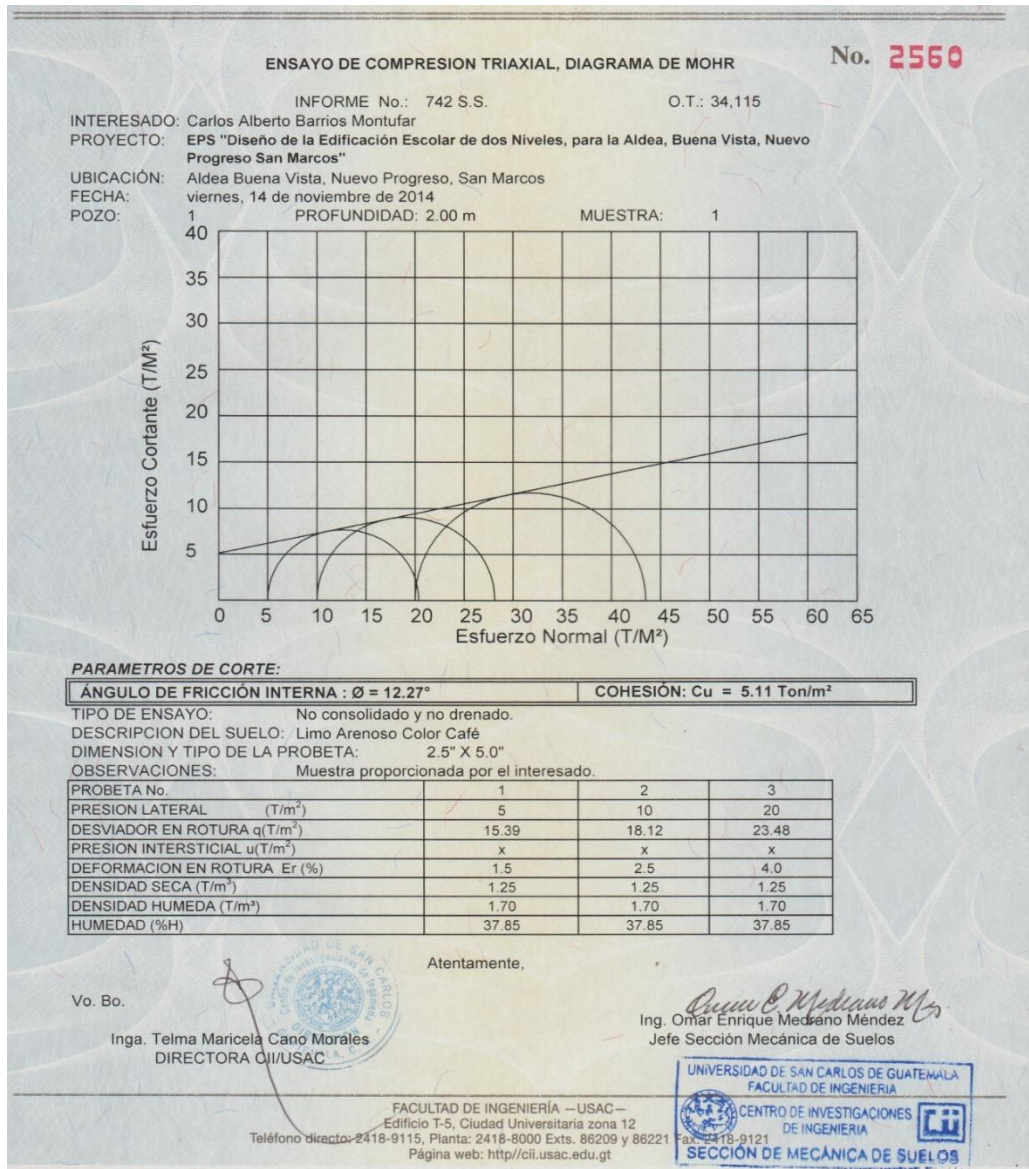 No. 2560
ENSAYO DE COMPRESION TRIAXIAL, DIAGRAMA DE MOHR
INFORME No.: 742 S.S. O.T.: 34,115
INTERESADO: Carlos Alberto Barrios Montufar
PROYECTO: EPS "Diseño de la Edificación Escolar de dos Niveles, para la Aldea, Buena Vista, Nuevo
Progreso San Marcos"
UBICACIÓN: Aldea Buena Vista, Nuevo Progreso, San Marcos
FECHA: viernes, 14 de noviembre de 2014
POZO: 1 PROFUNDIDAD: 2.00 m MUESTRA: 1
40
35
30
25
20
15
10
5
Esfuerzo Cortante (T/M²)
0 5 10 15 20 25 30 35 40 45 50 55 60 65
Esfuerzo Normal (T/M²)
PARAMETROS DE CORTE:
ÁNGULO DE FRICCIÓN INTERNA : Ø = 12.27° COHESIÓN: Cu = 5.11 Ton/m²
TIPO DE ENSAYO: No consolidado y no drenado.
DESCRIPCION DEL SUELO: Limo Arenoso Color Café
DIMENSION Y TIPO DE LA PROBETA: 2.5" X 5.0"
OBSERVACIONES: Muestra proporcionada por el interesado.
PROBETA No. 1 2 3
PRESION LATERAL (T/m²) 5 10 20
DESVIADOR EN ROTURA q(T/m²) 15.39 18.12 23.48
PRESION INTERSTICIAL u(T/m²) x x x
DEFORMACION EN ROTURA Er (%) 1.5 2.5 4.0
DENSIDAD SECA (T/m³) 1.25 1.25 1.25
DENSIDAD HUMEDA (T/m³) 1.70 1.70 1.70
HUMEDAD (%H) 37.85 37.85 37.85
Atentamente,
Vo. Bo.
Inga. Telma Maricela Cano Morales
DIRECTORA CII/USAC
Ing. Omar Enrique Medrano Méndez
Jefe Sección Mecánica de Suelos
UNIVERSIDAD DE SAN CARLOS DE GUATEMALA
FACULTAD DE INGENIERIA
CENTRO DE INVESTIGACIONES
DE INGENIERIA
CII
SECCIÓN DE MECÁNICA DE SUELOS
FACULTAD DE INGENIERÍA —USAC—
Edificio T-5, Ciudad Universitaria zona 12
Teléfono directo: 2418-9115, Planta: 2418-8000 Exts. 86209 y 86221 Fax: 2418-9121
Página web: http//cii.usac.edu.gt